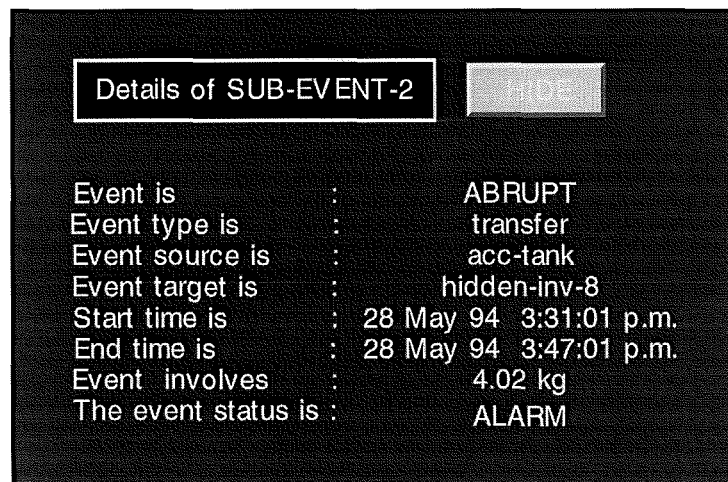 Details of SUB-EVENT-2 HIDE
Event is : ABRUPT
Event type is : transfer
Event source is : acc-tank
Event target is : hidden-inv-8
Start time is : 28 May 94 3:31:01 p.m.
End time is : 28 May 94 3:47:01 p.m.
Event involves : 4.02 kg
The event status is : ALARM